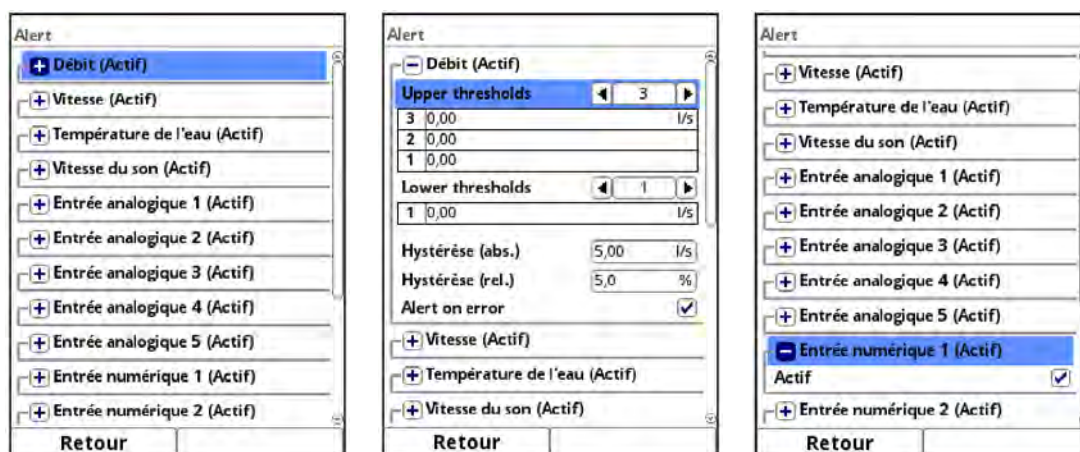 Alert
Débit (Actif)
Vitesse (Actif)
Température de l'eau (Actif)
Vitesse du son (Actif)
Entrée analogique 1 (Actif)
Entrée analogique 2 (Actif)
Entrée analogique 3 (Actif)
Entrée analogique 4 (Actif)
Entrée analogique 5 (Actif)
Entrée numérique 1 (Actif)
Entrée numérique 2 (Actif)
Retour
Alert
Débit (Actif)
Upper thresholds 3
3 0,00 l/s
2 0,00
1 0,00
Lower thresholds 1
1 0,00 l/s
Hystérèse (abs.) 5,00 l/s
Hystérèse (rel.) 5,0 %
Alert on error
Vitesse (Actif)
Température de l'eau (Actif)
Vitesse du son (Actif)
Retour
Alert
Vitesse (Actif)
Température de l'eau (Actif)
Vitesse du son (Actif)
Entrée analogique 1 (Actif)
Entrée analogique 2 (Actif)
Entrée analogique 3 (Actif)
Entrée analogique 4 (Actif)
Entrée analogique 5 (Actif)
Entrée numérique 1 (Actif)
Actif
Entrée numérique 2 (Actif)
Retour